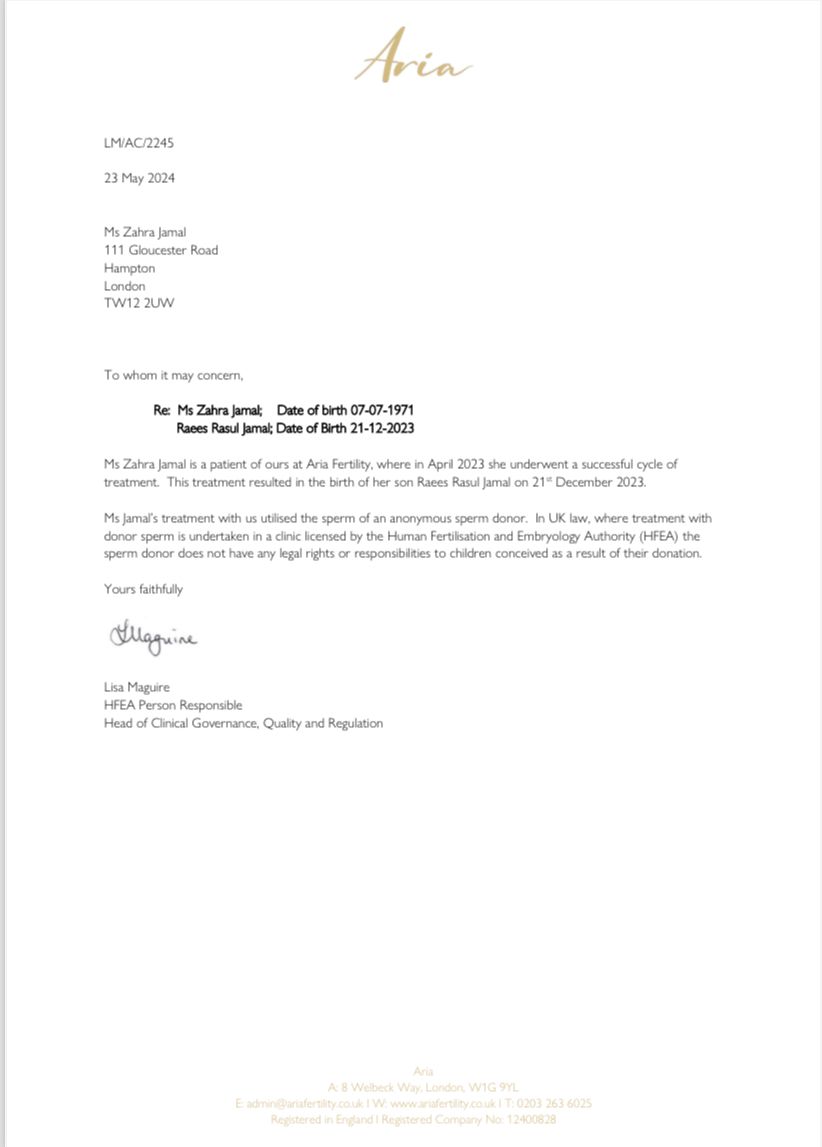 Aria
LM/AC/2245
23 May 2024
Ms Zahra Jamal
111 Gloucester Road
Hampton
London
TW12 2UW
To whom it may concern,
Re: Ms Zahra Jamal; Date of birth 07-07-1971
Raees Rasul Jamal; Date of Birth 21-12-2023
Ms Zahra Jamal is a patient of ours at Aria Fertility, where in April 2023 she underwent a successful cycle of
treatment. This treatment resulted in the birth of her son Raees Rasul Jamal on 21st December 2023.
Ms Jamal's treatment with us utilised the sperm of an anonymous sperm donor. In UK law, where treatment with
donor sperm is undertaken in a clinic licensed by the Human Fertilisation and Embryology Authority (HFEA) the
sperm donor does not have any legal rights or responsibilities to children conceived as a result of their donation.
Yours faithfully
LMaguire
Lisa Maguire
HFEA Person Responsible
Head of Clinical Governance, Quality and Regulation
Aria
A: 8 Welbeck Way, London, W1G 9YL
E: admin@ariafertility.co.uk I W: www.ariafertility.co.uk I T: 0203 263 6025
Registered in England I Registered Company No: 12400828